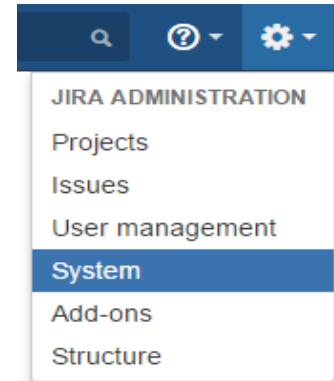 JIRA ADMINISTRATION
Projects
Issues
User management
System
Add-ons
Structure